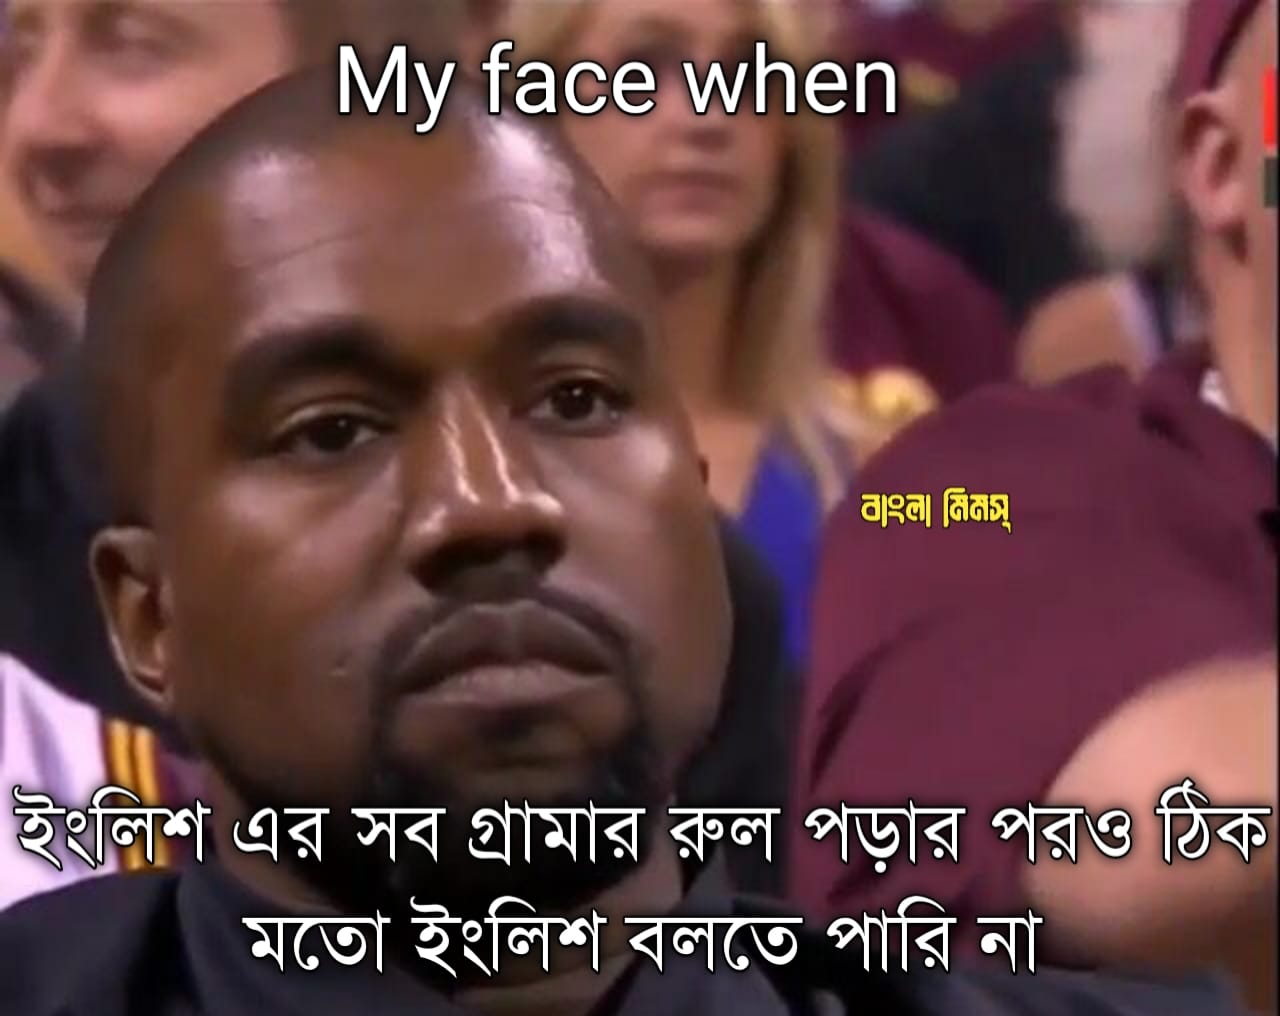 My face when
বাংলা মিমস্
ইংলিশ এর সব গ্রামার রুল পড়ার পরও ঠিক
মতো ইংলিশ বলতে পারি না